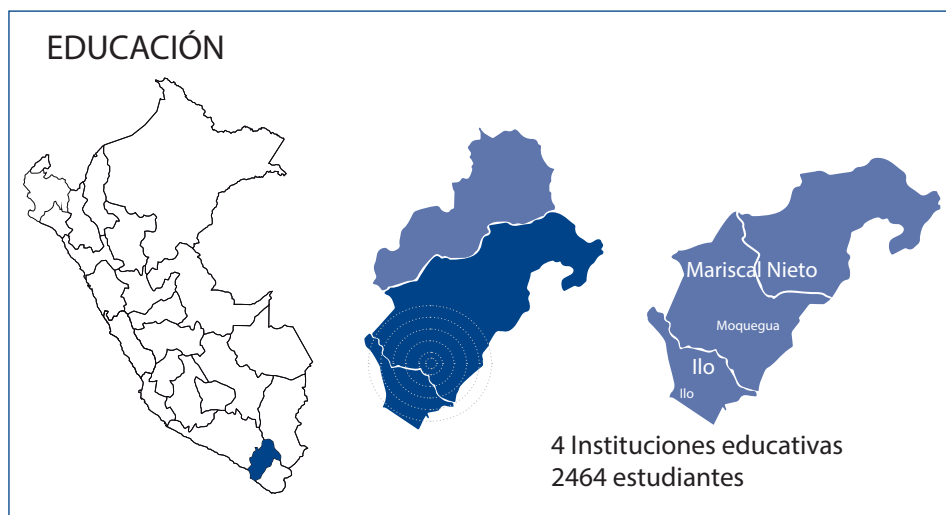 EDUCACIÓN
Mariscal Nieto
Moquegua
Ilo
Ilo
4 Instituciones educativas
2464 estudiantes